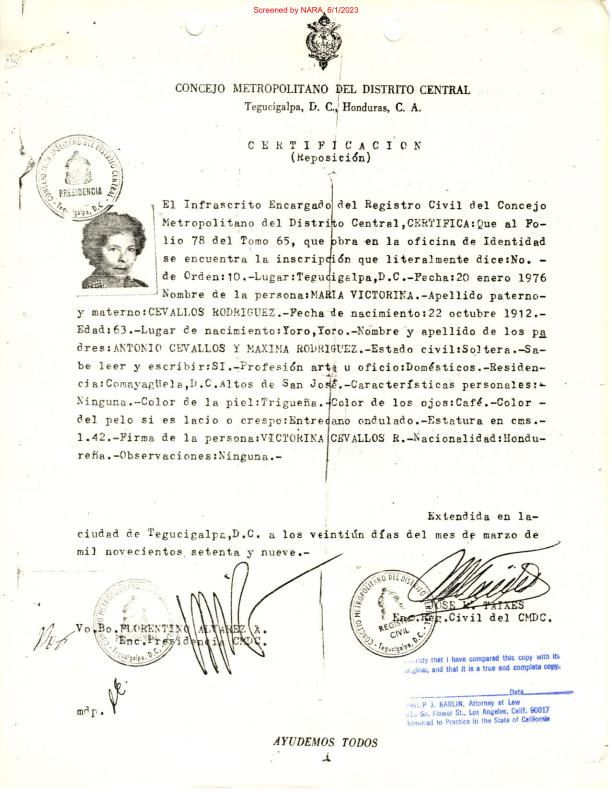 Screened by NARA, 6/1/2023
CONCEJO METROPOLITANO DEL DISTRITO CENTRAL
Tegucigalpa, D. C., Honduras, C. A.
CERTIFICACION
(Reposición)
CONCEJO METROPOLITANO DEL DISTRITO CENTRAL
PRESIDENCIA
Tegucigalpa, D.C.
El Infrascrito Encargado del Registro Civil del Concejo
Metropolitano del Distrito Central,CERTIFICA:Que al Fo-
lio 78 del Tomo 65, que obra en la oficina de Identidad
se encuentra la inscripción que literalmente dice:No. -
de Orden:10.-Lugar:Tegucigalpa,D.C.-Fecha:20 enero 1976
Nombre de la persona:MARIA VICTORINA.-Apellido paterno-
y materno:CEVALLOS RODRIGUEZ.-Fecha de nacimiento:22 octubre 1912.-
Edad:63.-Lugar de nacimiento:Yoro,Yoro.-Nombre y apellido de los pa
dres:ANTONIO CEVALLOS Y MAXIMA RODRIGUEZ.-Estado civil:Soltera.-Sa-
be leer y escribir:SI.-Profesión arte u oficio:Domésticos.-Residen-
cia:Comayagüela,D.C.Altos de San José.-Características personales:-
Ninguna.-Color de la piel:Trigueña.-Color de los ojos:Café.-Color -
del pelo si es lacio o crespo:Entrecano ondulado.-Estatura en cms.-
1.42.-Firma de la persona:VICTORINA CEVALLOS R.-Nacionalidad:Hondu-
reña.-Observaciones:Ninguna.-
Extendida en la-
ciudad de Tegucigalpa,D.C. a los veintiún días del mes de marzo de
mil novecientos setenta y nueve.-
Vo.Bo.FLORENTINO ALVAREZ A.
Enc.Presidencia CMDC.
CONCEJO METROPOLITANO DEL DISTRITO CENTRAL
REGISTRO
CIVIL
Tegucigalpa, D.C.
JOSE R. TAIXES
Enc.Reg.Civil del CMDC.
that I have compared this copy with its
original, and that it is a true and complete copy.
Date
PHILIP J. KARLIN, Attorney at Law
So. Flower St., Los Angeles, Calif. 90017
Admitted to Practice in the State of California
mdp.
AYUDEMOS TODOS